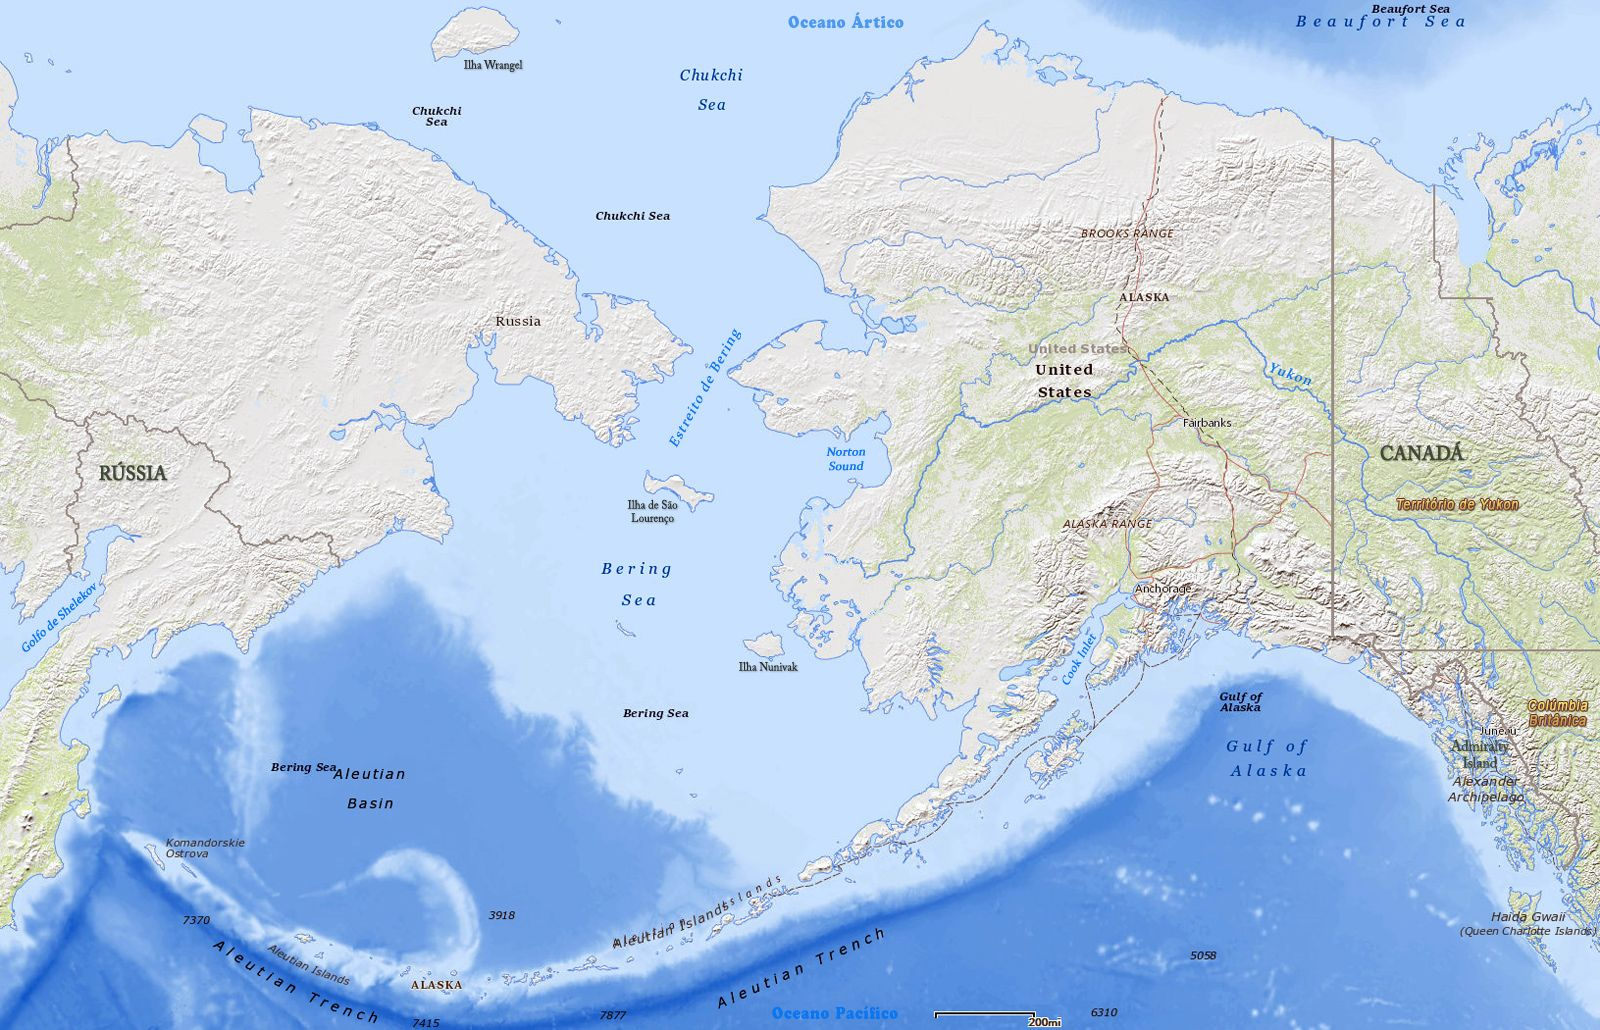 Beaufort Sea
Beaufort Sea
Oceano Ártico
Ilha Wrangel
Chukchi
Sea
Chukchi
Sea
Chukchi Sea
BROOKS RANGE
ALASKA
Russia
Estreito de Bering
United States
United
States
Yukon
Fairbanks
CANADÁ
Norton
Sound
RÚSSIA
Ilha de São
Lourenço
Território de Yukon
ALASKA RANGE
Bering
Sea
Anchorage
Golfo de Shelekov
Cook Inlet
Ilha Nunivak
Gulf of
Alaska
Colúmbia
Britânica
Bering Sea
Juneau
Gulf of
Alaska
Admiralty
Island
Bering Sea
Aleutian
Basin
Alexander
Archipelago
Komandorskie
Ostrova
7370
3918
Aleutian Islands
Aleutian Islands
Haida Gwaii
(Queen Charlotte Islands)
Aleutian Trench
Aleutian Islands
Aleutian Trench
5058
ALASKA
7415
7877
Oceano Pacífico
200mi
6310